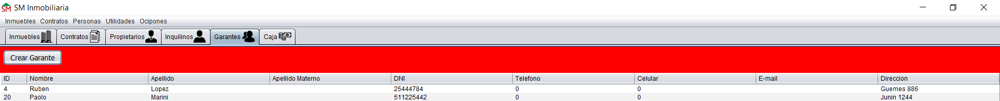 SM SM Inmobiliaria
Inmuebles Contratos Personas Utilidades Ocipones
Inmuebles Contratos Propietarios Inquilinos Garantes Caja
Crear Garante
ID Nombre Apellido Apellido Materno DNI Telefono Celular E-mail Direccion
4 Ruben Lopez 25444784 0 0 Guemes 886
20 Paolo Marini 511225442 0 0 Junin 1244